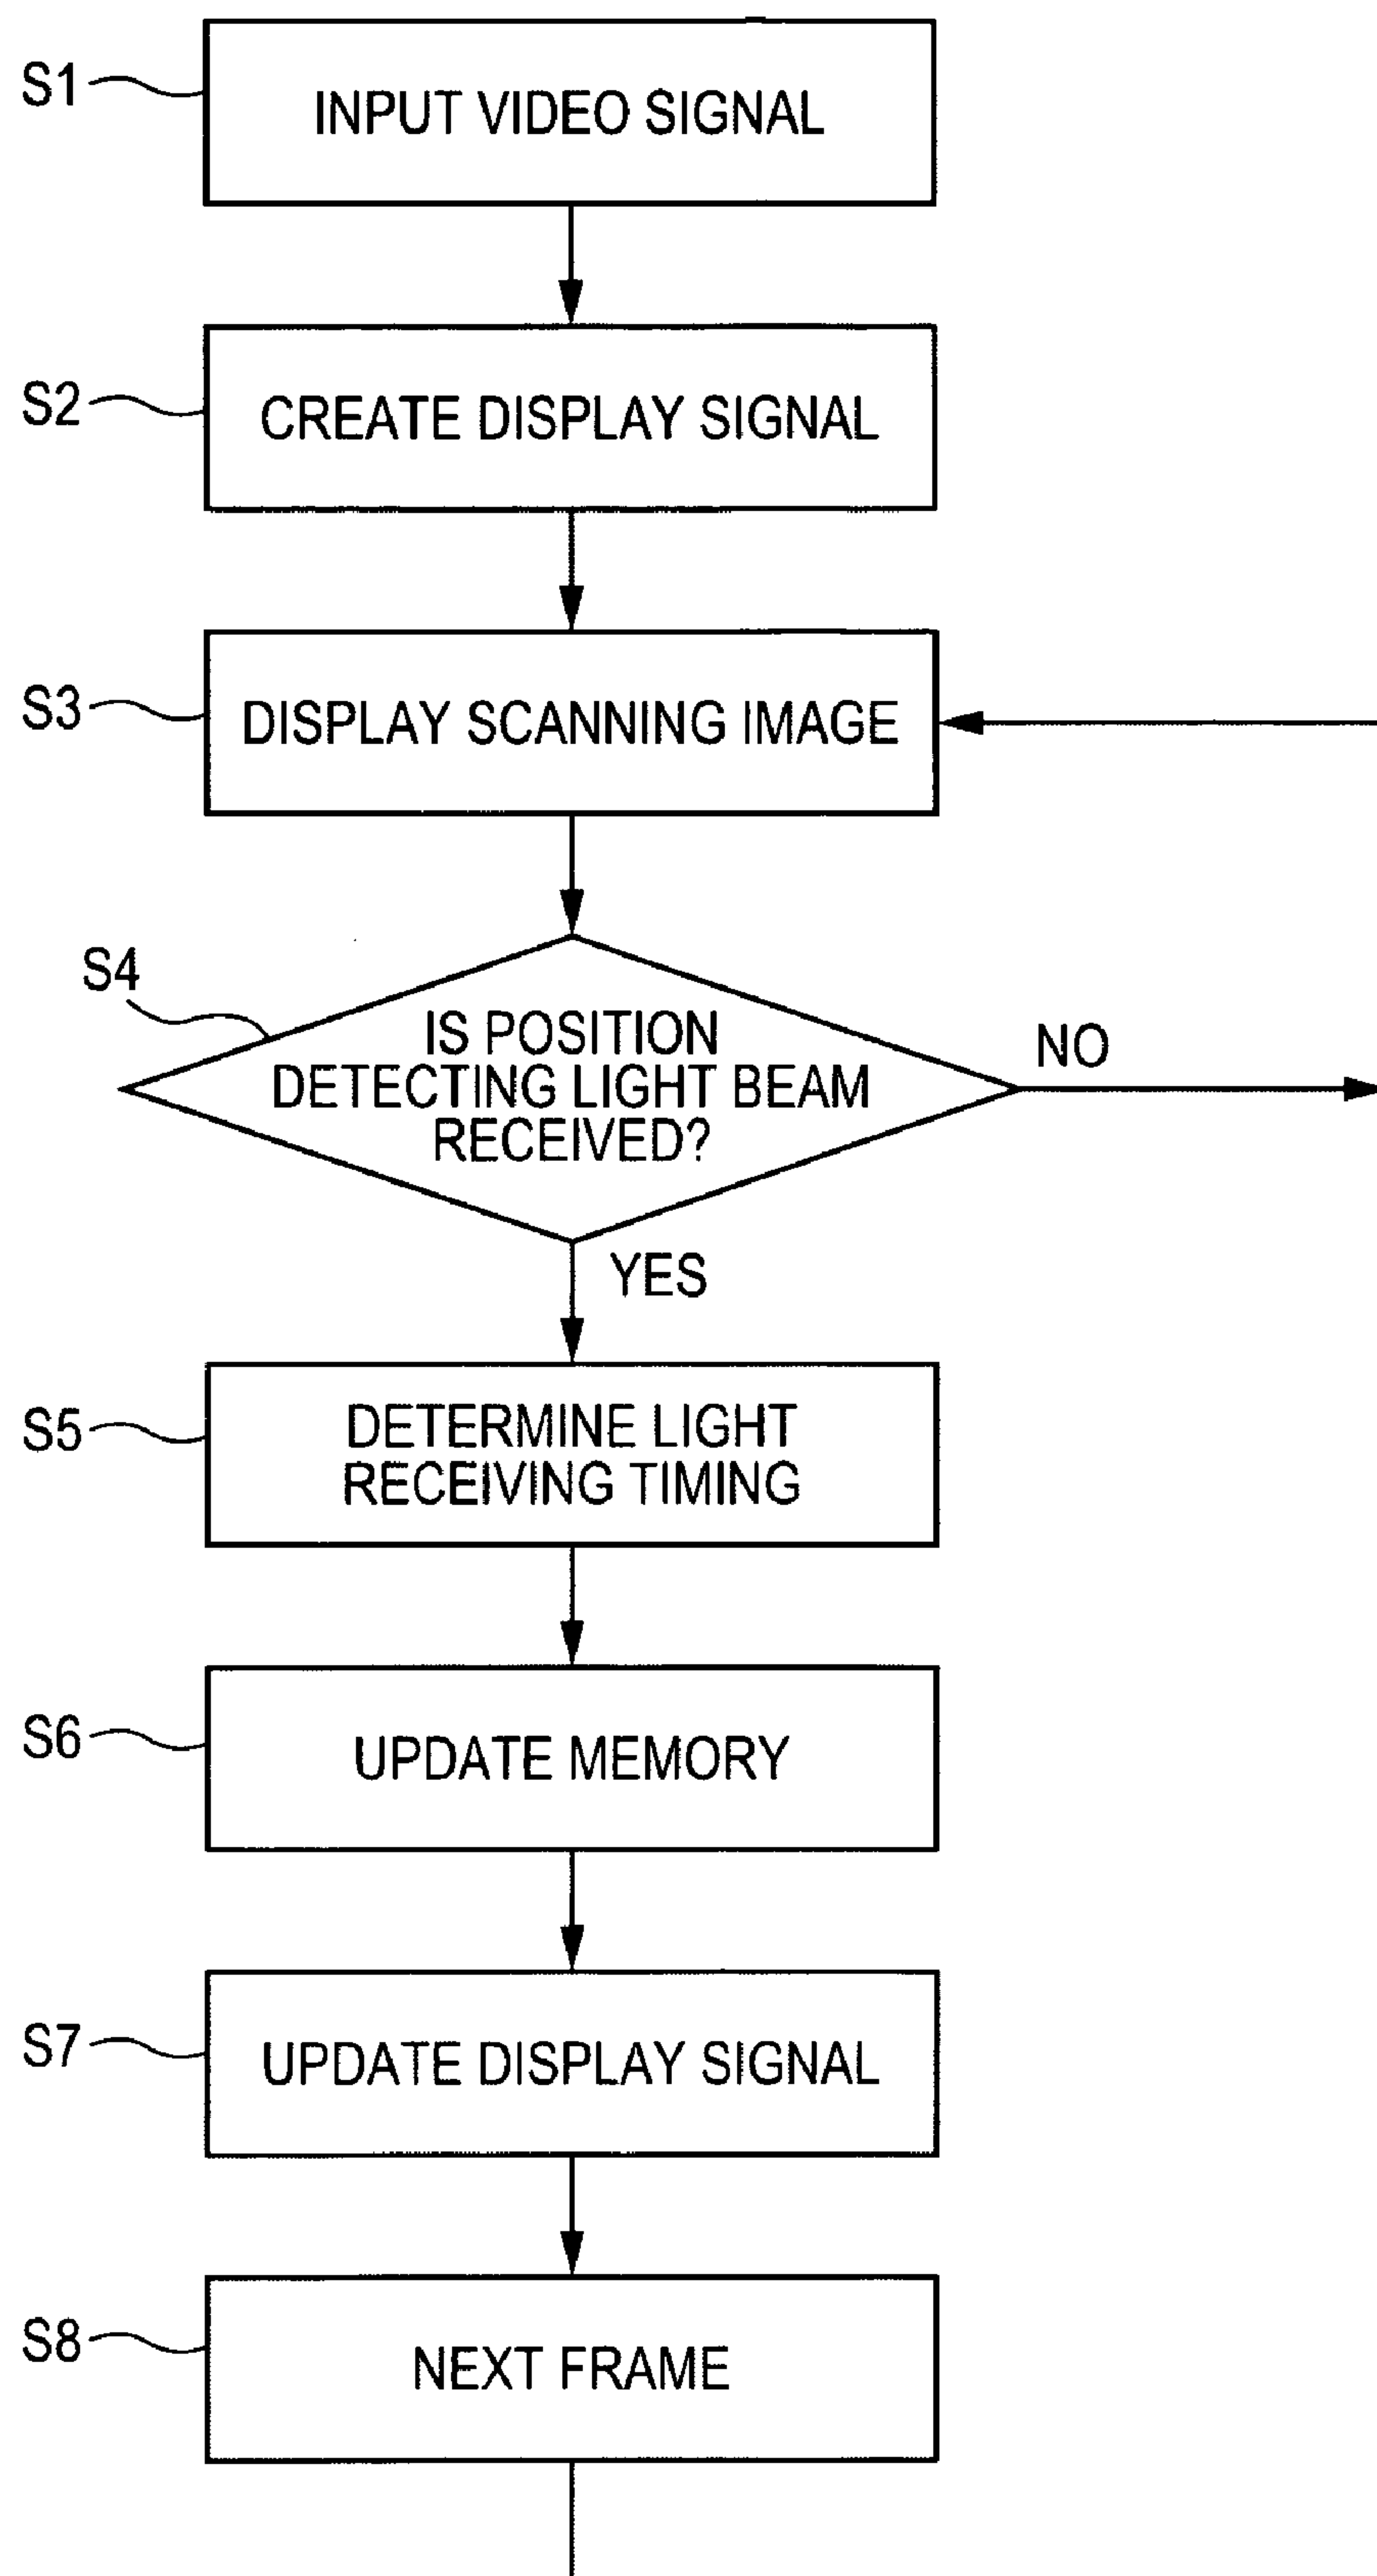 S1
INPUT VIDEO SIGNAL
S2
CREATE DISPLAY SIGNAL
S3
DISPLAY SCANNING IMAGE
S4
IS POSITION
DETECTING LIGHT BEAM
RECEIVED?
NO
YES
S5
DETERMINE LIGHT
RECEIVING TIMING
S6
UPDATE MEMORY
S7
UPDATE DISPLAY SIGNAL
S8
NEXT FRAME